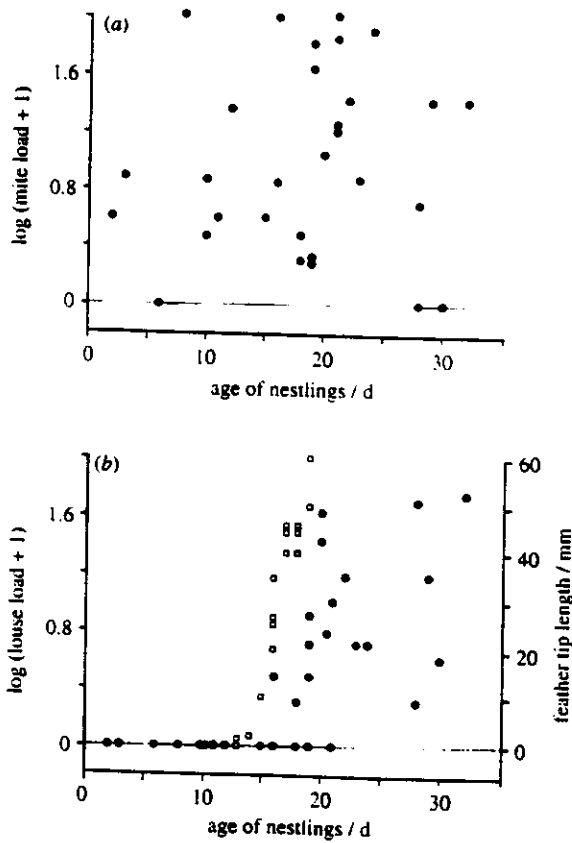 (a)
log (mite load + 1)
1.6
0.8
0
0 10 20 30
age of nestlings / d
(b)
log (louse load + 1)
1.6
0.8
0
60
40
20
0
feather tip length / mm
0 10 20 30
age of nestlings / d